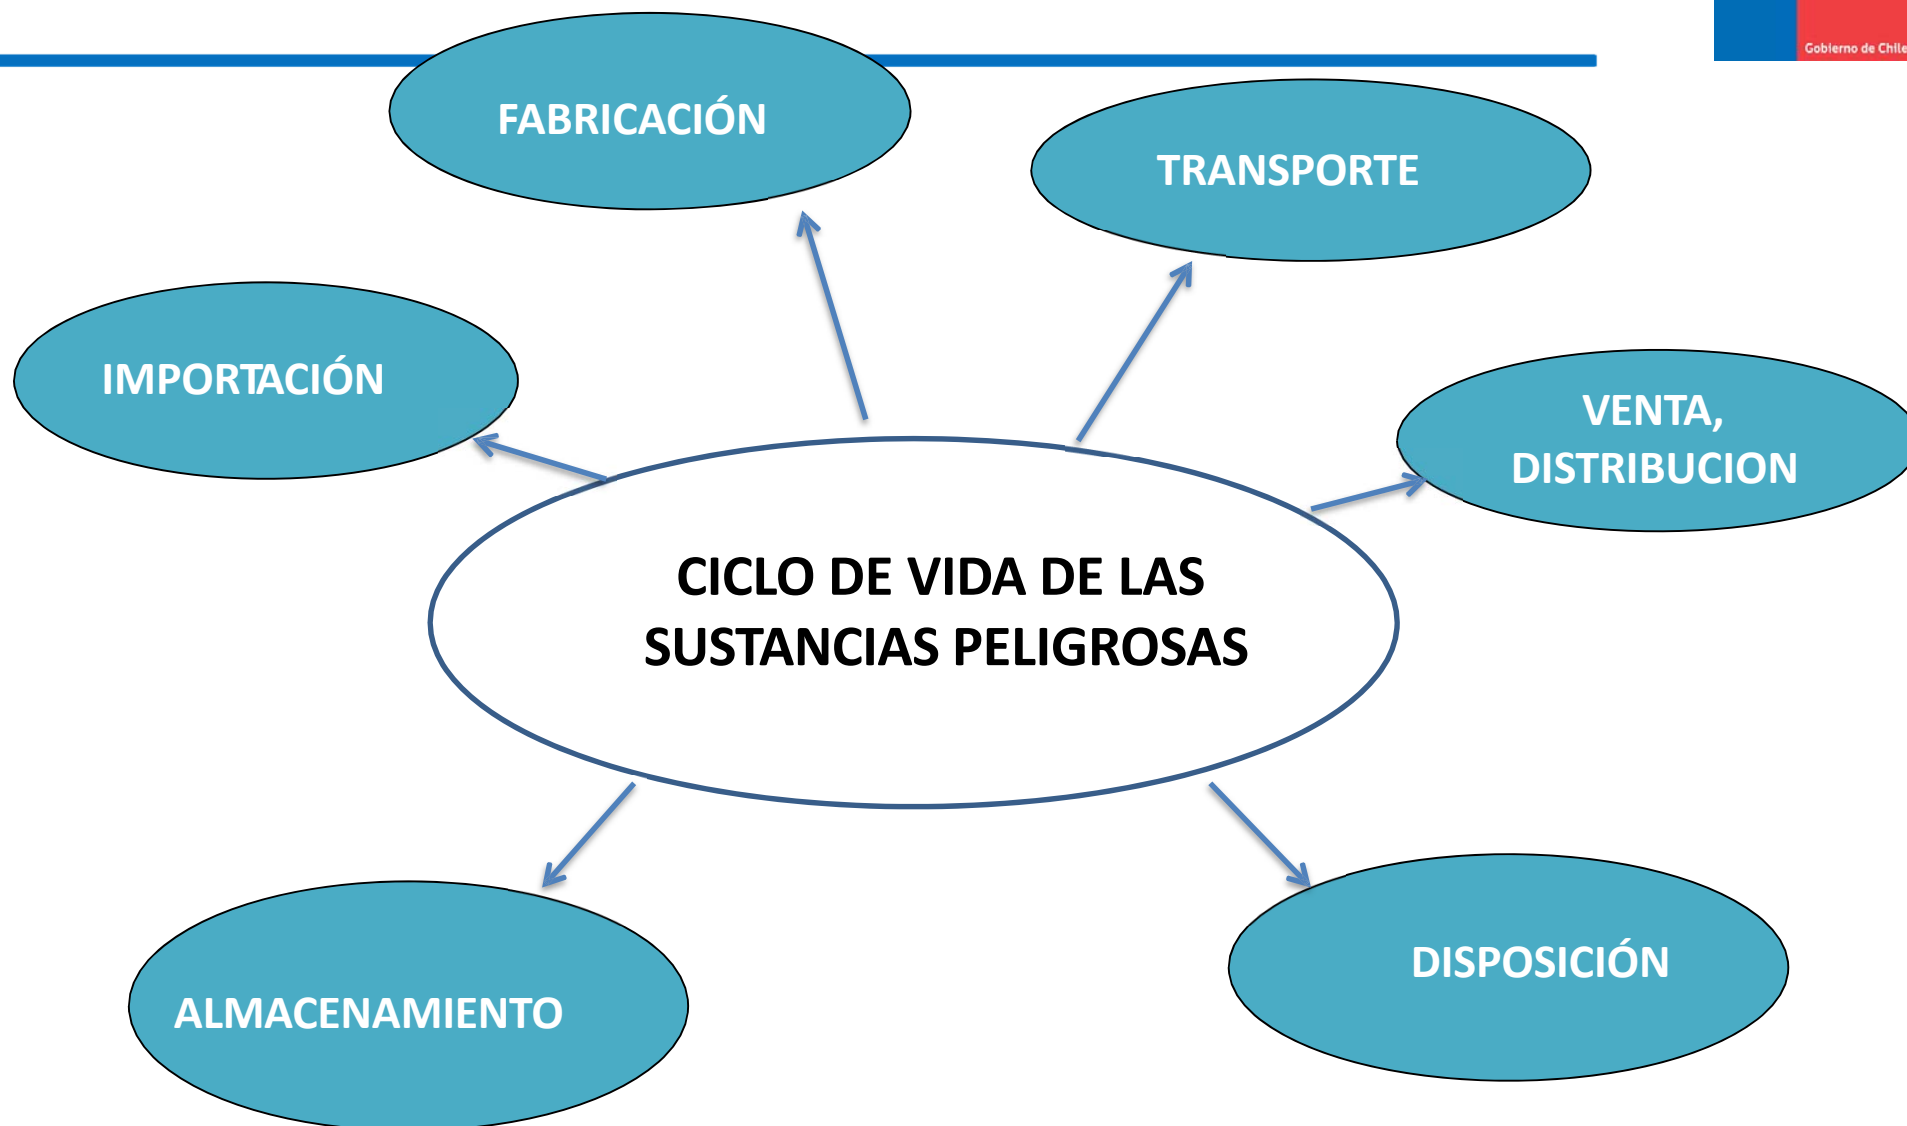 Gobierno de Chile
FABRICACIÓN
TRANSPORTE
IMPORTACIÓN
VENTA,
DISTRIBUCION
CICLO DE VIDA DE LAS
SUSTANCIAS PELIGROSAS
ALMACENAMIENTO
DISPOSICIÓN